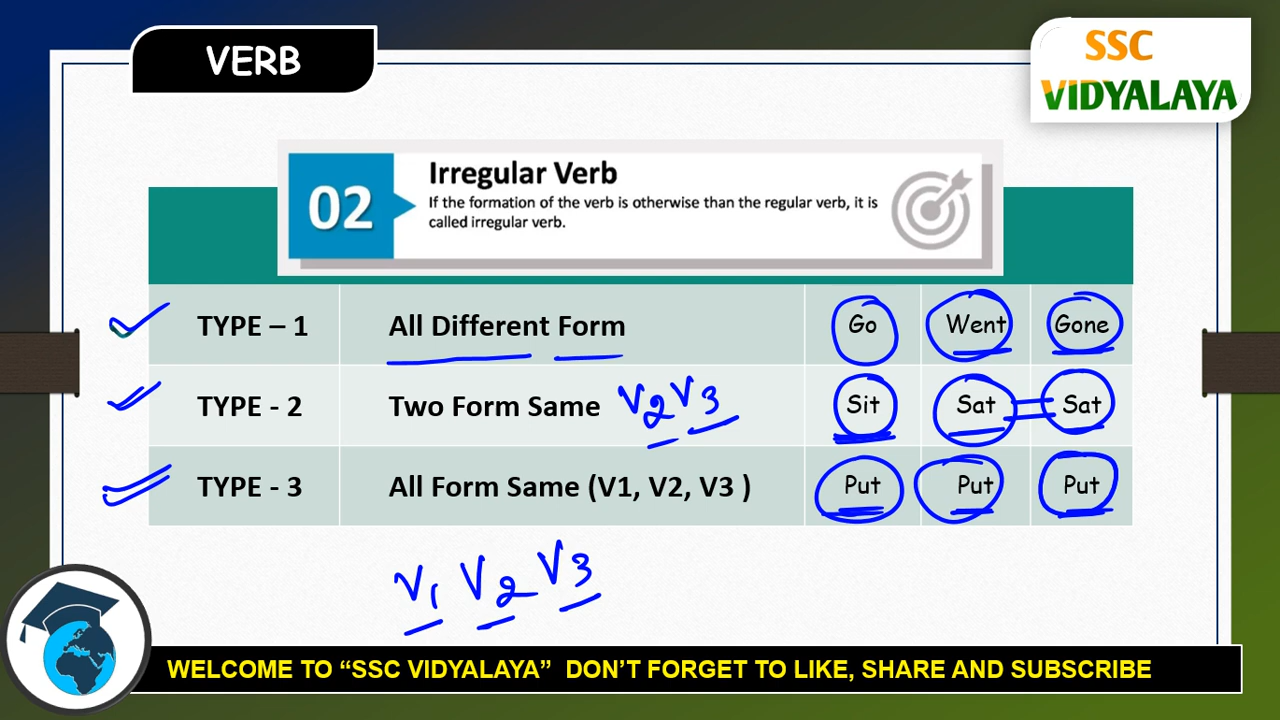 VERB
SSC
VIDYALAYA
02
Irregular Verb
If the formation of the verb is otherwise than the regular verb, it is
called irregular verb.
TYPE – 1 All Different Form Go Went Gone
TYPE - 2 Two Form Same V2 V3 Sit Sat = Sat
TYPE - 3 All Form Same (V1, V2, V3 ) Put Put Put
V1 V2 V3
WELCOME TO “SSC VIDYALAYA” DON’T FORGET TO LIKE, SHARE AND SUBSCRIBE